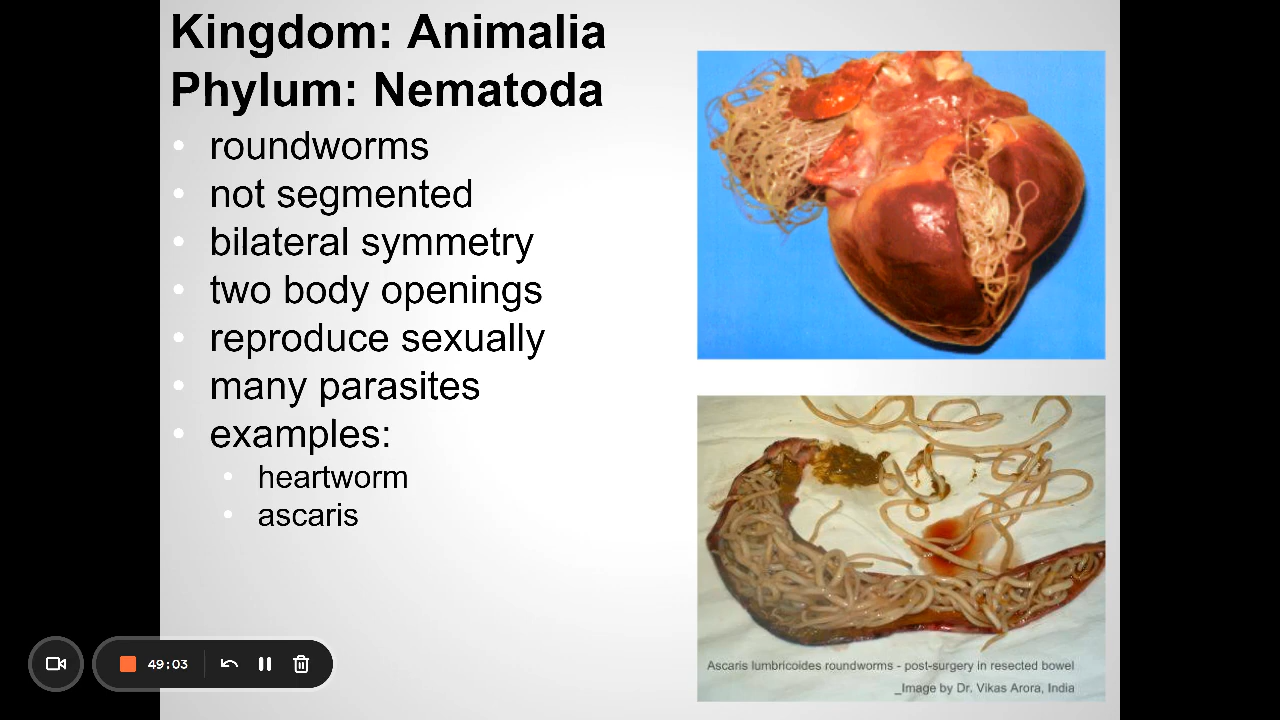 Kingdom: Animalia
Phylum: Nematoda
roundworms
not segmented
bilateral symmetry
two body openings
reproduce sexually
many parasites
examples:
heartworm
ascaris
Ascaris lumbricoides roundworms - post-surgery in resected bowel
_Image by Dr. Vikas Arora, India
49:03